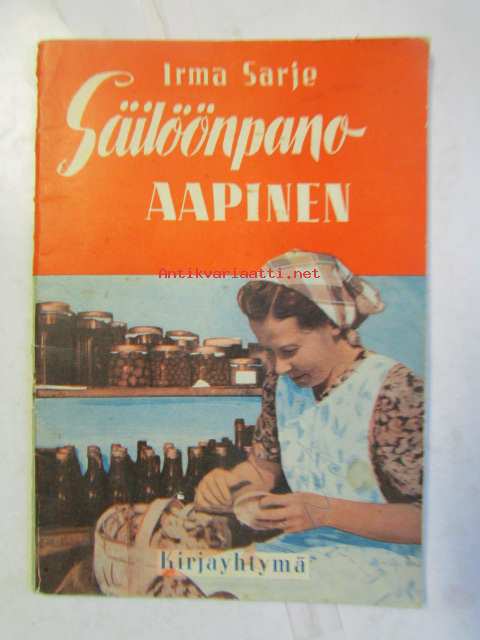 Irma Sarje
Säilöönpano-
AAPINEN
Antikvariaatti.net
Kirjayhtymä